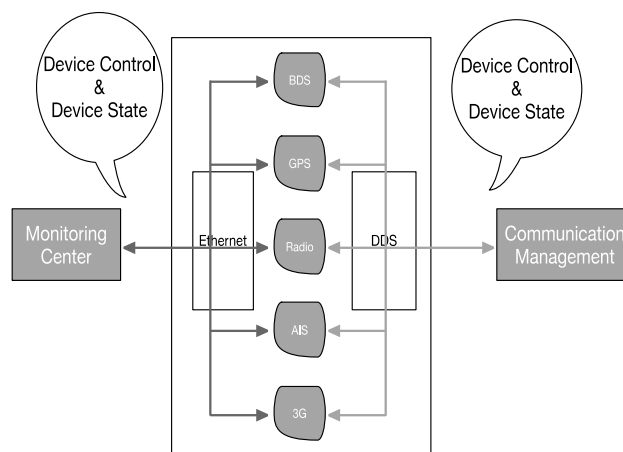 Device Control
&
Device State
Device Control
&
Device State
BDS
GPS
Monitoring
Center
Ethernet
Radio
DDS
Communication
Management
AIS
3G